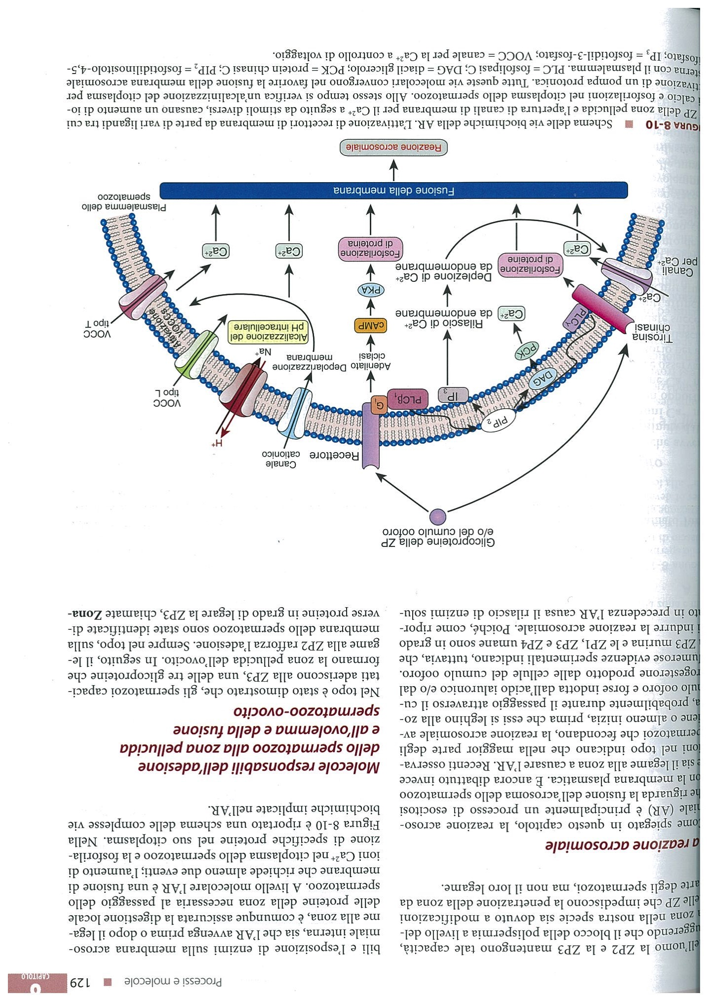 Processi e molecole ■ 129
CAPITOLO
8
ell'uomo la ZP2 e la ZP3 mantengono tale capacità,
uggerendo che il blocco della polispermia a livello del-
a zona nella nostra specie sia dovuto a modificazioni
elle ZP che impediscono la penetrazione della zona da
arte degli spermatozoi, ma non il loro legame.
a reazione acrosomiale
ome spiegato in questo capitolo, la reazione acroso-
miale (AR) è principalmente un processo di esocitosi
he riguarda la fusione dell'acrosoma dello spermatozoo
on la membrana plasmatica. È ancora dibattuto invece
e sia il legame alla zona a causare l'AR. Recenti osserva-
ioni nel topo indicano che nella maggior parte degli
permatozoi che fecondano, la reazione acrosomiale av-
iene o almeno inizia, prima che essi si leghino alla zo-
a, probabilmente durante il passaggio attraverso il cu-
mulo ooforo e forse indotta dall'acido ialuronico e/o dal
rogesterone prodotto dalle cellule del cumulo ooforo.
Numerose evidenze sperimentali indicano, tuttavia, che
a ZP3 murina e le ZP1, ZP3 e ZP4 umane sono in grado
i indurre la reazione acrosomiale. Poiché, come ripor-
to in precedenza l'AR causa il rilascio di enzimi solu-
bili e l'esposizione di enzimi sulla membrana acroso-
miale interna, sia che l'AR avvenga prima o dopo il lega-
me alla zona, è comunque assicurata la digestione locale
delle proteine della zona necessaria al passaggio dello
spermatozoo. A livello molecolare l'AR è una fusione di
membrane che richiede almeno due eventi; l'aumento di
ioni Ca²⁺ nel citoplasma dello spermatozoo e la fosforila-
zione di specifiche proteine nel suo citoplasma. Nella
Figura 8-10 è riportato una schema delle complesse vie
biochimiche implicate nell'AR.
Molecole responsabili dell'adesione
dello spermatozoo alla zona pellucida
e all'ovolemma e della fusione
spermatozoo-ovocito
Nel topo è stato dimostrato che, gli spermatozoi capaci-
tati aderiscono alla ZP3, una delle tre glicoproteine che
formano la zona pellucida dell'ovocito. In seguito, il le-
game alla ZP2 rafforza l'adesione. Sempre nel topo, sulla
membrana dello spermatozoo sono state identificate di-
verse proteine in grado di legare la ZP3, chiamate Zona-
Glicoproteine della ZP
e/o del cumulo ooforo
Recettore
Canale
cationico
H⁺
VOCC
tipo L
VOCC
tipo T
Tirosina
chinasi
Ca²⁺
Canali
per Ca²⁺
PIP₂
PLCβ₁
Gᵢ
IP₃
DAG
PCK
PLCγ
Ca²⁺
Rilascio di Ca²⁺
da endomembrane
Deplezione di Ca²⁺
da endomembrane
Adenilato
ciclasi
cAMP
PKA
Depolarizzazione
membrana
Na⁺
Alcalizzazione del
pH intracellulare
Attivazione
VOCCs
Ca²⁺
Fosforilazione
di proteine
Fosforilazione
di proteina
Ca²⁺
Ca²⁺
Plasmalemma dello
spematozoo
Fusione della membrana
Reazione acrosomiale
IGURA 8-10 ■ Schema delle vie biochimiche della AR. L'attivazione di recettori di membrana da parte di vari ligandi tra cui
ZP della zona pellucida e l'apertura di canali di membrana per il Ca²⁺ a seguito da stimoli diversi, causano un aumento di io-
i calcio e fosforilazioni nel citoplasma dello spermatozoo. Allo stesso tempo si verifica un'alcalinizzazione del citoplasma per
ttivazione di un pompa protonica. Tutte queste vie molecolari convergono nel favorire la fusione della membrana acrosomiale
sterna con il plasmalemma. PLC = fosfolipasi C; DAG = diacil glicerolo; PCK = protein chinasi C; PIP₂ = fosfotidilinositolo-4,5-
ifosfato; IP₃ = fosfotidil-3-fosfato; VOCC = canale per la Ca²⁺ a controllo di voltaggio.